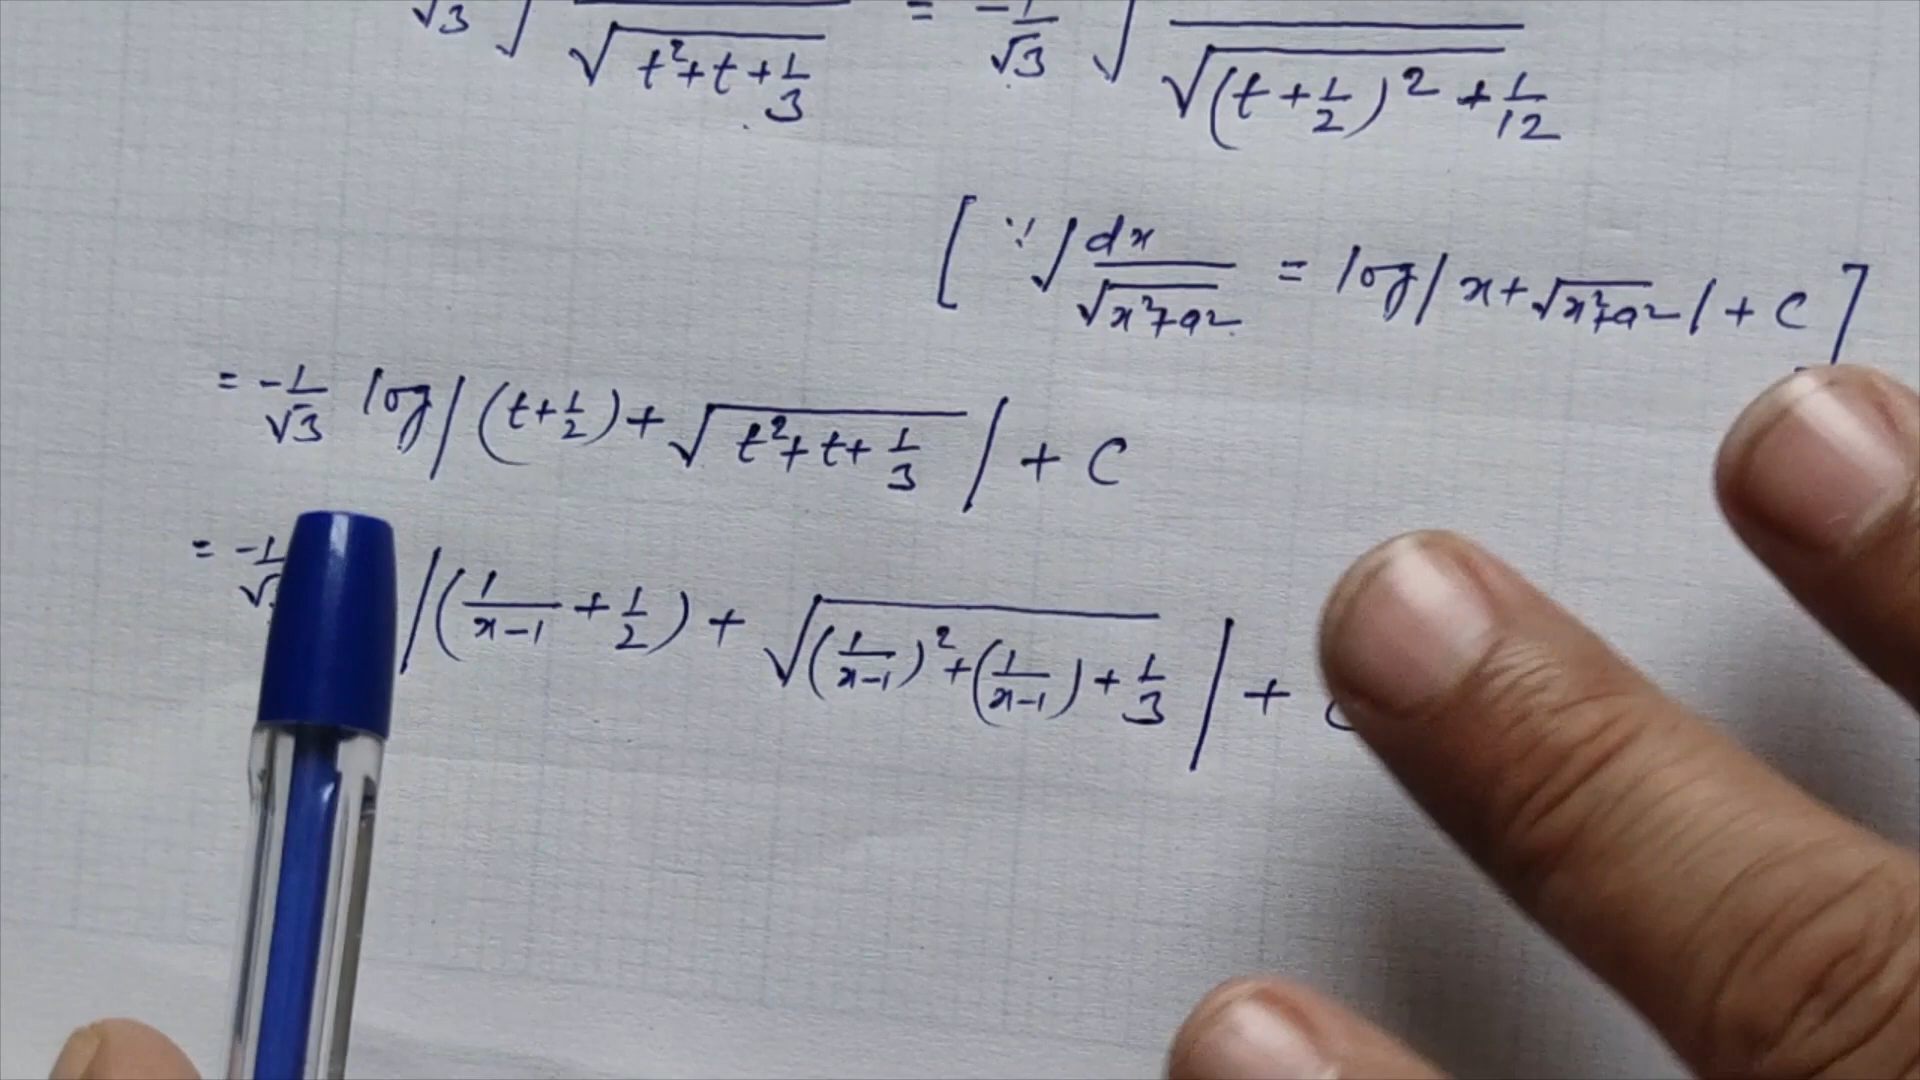 √3 ∫ √(t²+t+1/3) = -1/√3 ∫ √((t+1/2)²+1/12)
[∵ ∫ dx/√(x²+a²) = log|x+√(x²+a²)|+C]
= -1/√3 log|(t+1/2)+√(t²+t+1/3)|+C
= -1/√ |(1/(x-1)+1/2)+√((1/(x-1))²+(1/(x-1))+1/3)|+